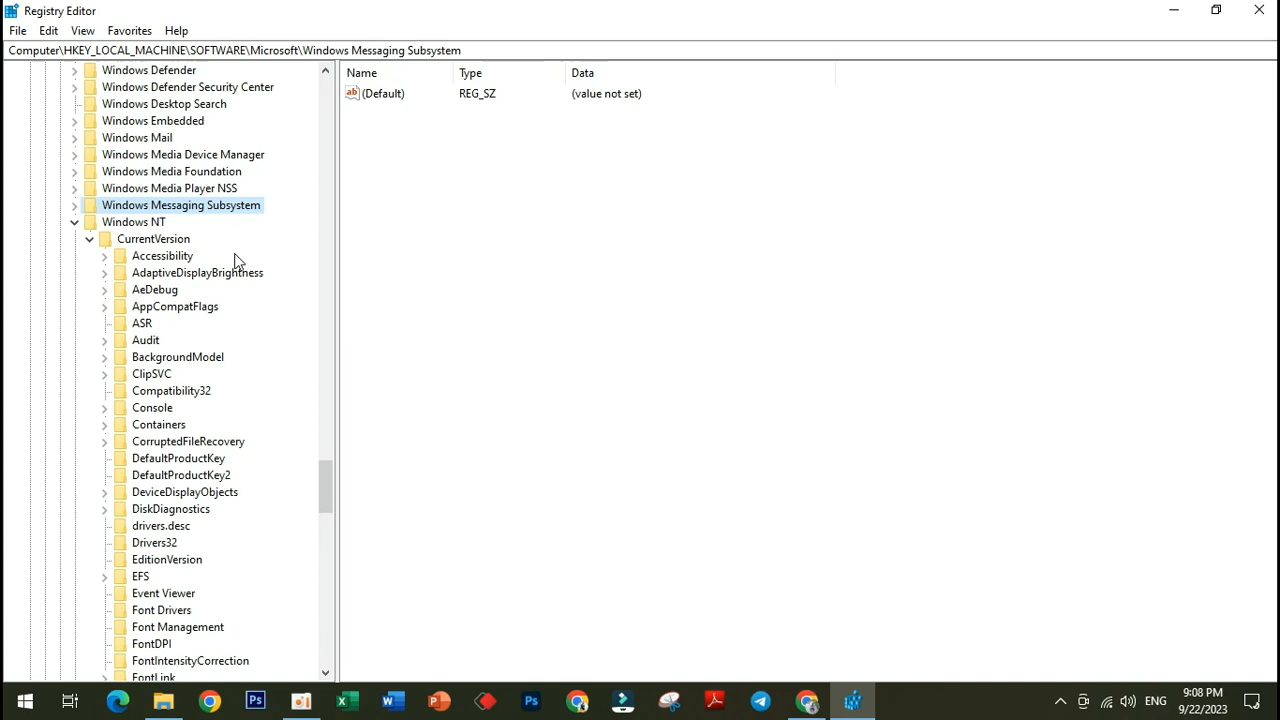 Registry Editor
File Edit View Favorites Help
Computer\HKEY_LOCAL_MACHINE\SOFTWARE\Microsoft\Windows Messaging Subsystem
Windows Defender
Windows Defender Security Center
Windows Desktop Search
Windows Embedded
Windows Mail
Windows Media Device Manager
Windows Media Foundation
Windows Media Player NSS
Windows Messaging Subsystem
Windows NT
CurrentVersion
Accessibility
AdaptiveDisplayBrightness
AeDebug
AppCompatFlags
ASR
Audit
BackgroundModel
ClipSVC
Compatibility32
Console
Containers
CorruptedFileRecovery
DefaultProductKey
DefaultProductKey2
DeviceDisplayObjects
DiskDiagnostics
drivers.desc
Drivers32
EditionVersion
EFS
Event Viewer
Font Drivers
Font Management
FontDPI
FontIntensityCorrection
FontLink
Name Type Data
ab (Default) REG_SZ (value not set)
Ps Ps
ENG
9:08 PM
9/22/2023